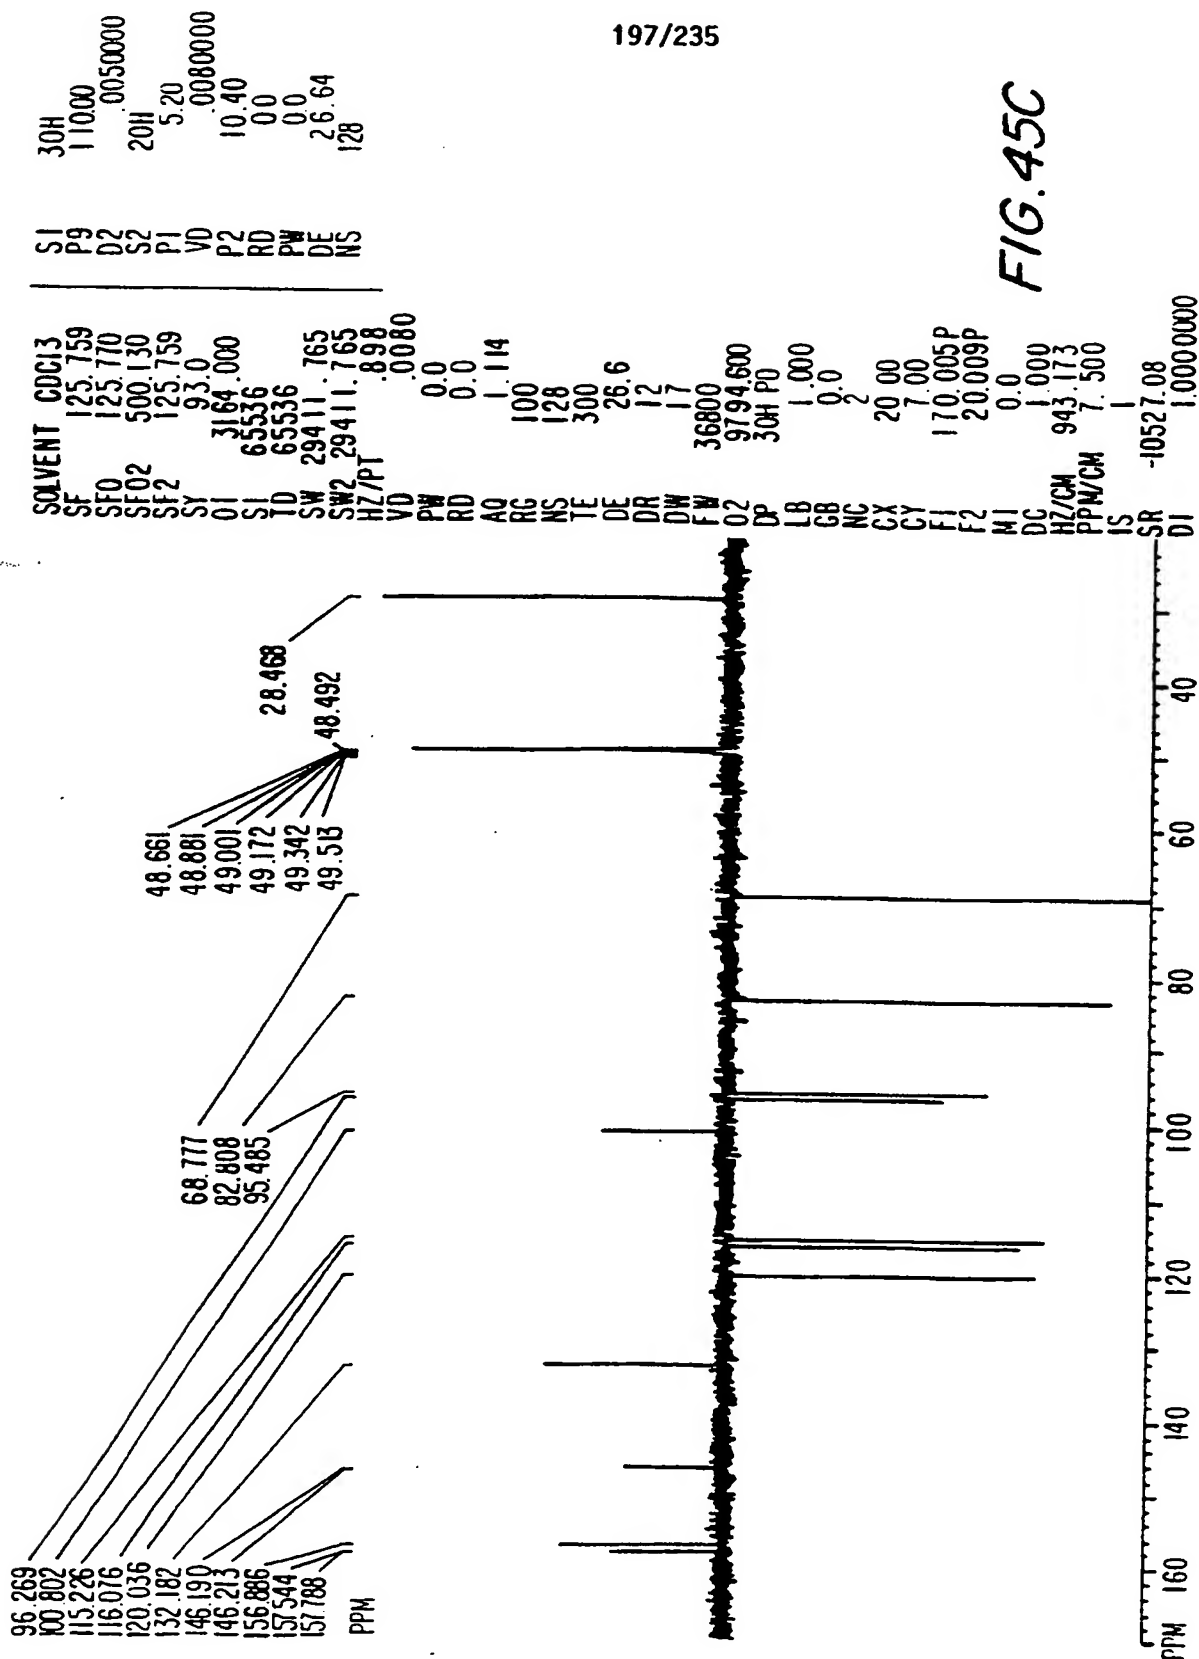 197/235
FIG. 45C
96.269
100.802
115.226
116.076
120.036
132.182
146.190
146.213
156.886
157.544
157.788
PPM
68.777
82.808
95.485
48.661
48.881
49.001
49.172
49.342
49.513
48.492
28.468
SOLVENT CDCl3
SF 125.759
SFO 125.770
SFO2 500.130
SF2 125.759
SY 93.0
O1 3164.000
SI 65536
TD 65536
SW 29411.765
SW2 29411.765
HZ/PT .898
VD .0080
PW 0.0
RD 0.0
AQ 1.114
RG 100
NS 128
TE 300
DE 26.6
DR 12
DW 17
FW 36800
O2 9794.600
DP 30H PO
LB 1.000
GB 0.0
NC 2
CX 20.00
CY 7.00
F1 170.005P
F2 20.009P
M1 0.0
DC 1.000
HZ/CM 943.173
PPM/CM 7.500
IS 1
SR -10527.08
D1 1.0000000
S1 30H
P9 110.00
D2 .0050000
S2 20H
P1 5.20
VD .0080000
P2 10.40
RD 0.0
PW 0.0
DE 26.64
NS 128
PPM 160 140 120 100 80 60 40